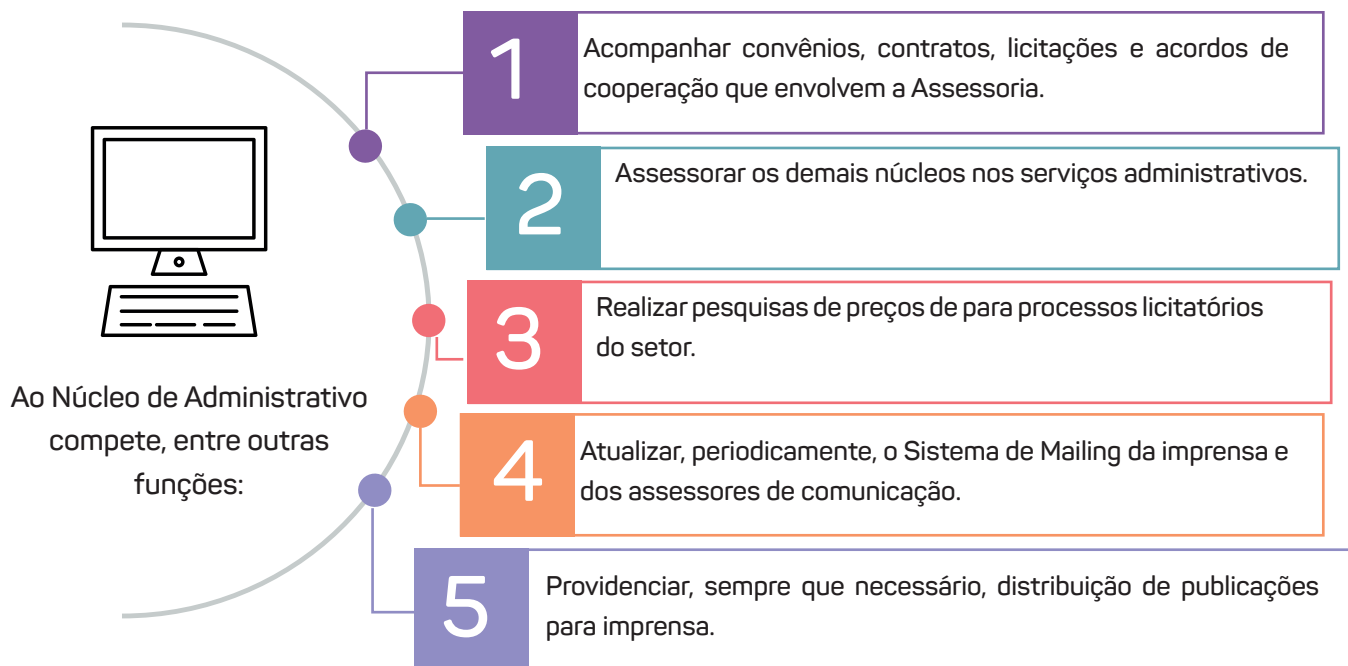 Ao Núcleo de Administrativo
compete, entre outras
funções:
1
Acompanhar convênios, contratos, licitações e acordos de
cooperação que envolvem a Assessoria.
2
Assessorar os demais núcleos nos serviços administrativos.
3
Realizar pesquisas de preços de para processos licitatórios
do setor.
4
Atualizar, periodicamente, o Sistema de Mailing da imprensa e
dos assessores de comunicação.
5
Providenciar, sempre que necessário, distribuição de publicações
para imprensa.